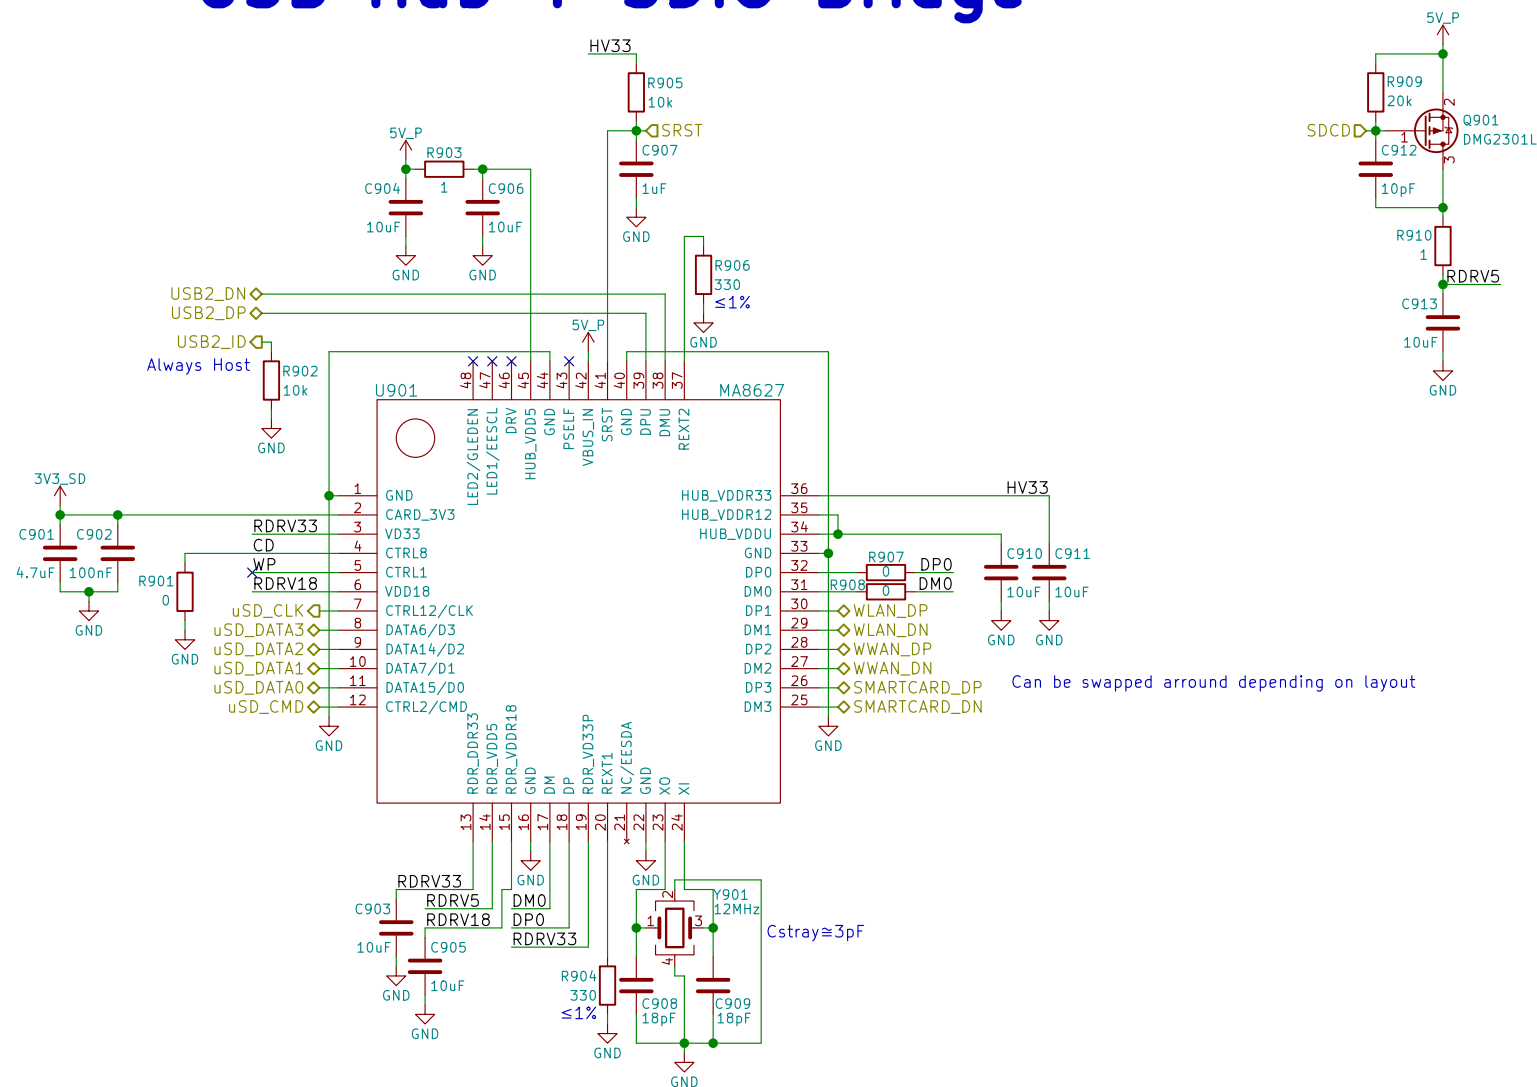 USB Hub + SDIO Bridge
HV33
R905
10k
SRST
C907
1uF
GND
5V_P
R903
1
C904
10uF
GND
C906
10uF
GND
R906
330
≤1%
GND
USB2_DN
USB2_DP
USB2_ID
Always Host
R902
10k
GND
5V_P
5V_P
R909
20k
SDCD
Q901
DMG2301L
1
2
3
C912
10pF
R910
1
RDRV5
C913
10uF
GND
U901
MA8627
48
47
46
45
44
43
42
41
40
39
38
37
LED2/GLEDEN
LED1/EESCL
DRV
HUB_VDD5
GND
PSELF
VBUS_IN
SRST
GND
DPU
DMU
REXT2
3V3_SD
C901
4.7uF
C902
100nF
GND
R901
0
GND
1 GND
2 CARD_3V3
RDRV33 3 VD33
CD 4 CTRL8
WP 5 CTRL1
RDRV18 6 VDD18
uSD_CLK 7 CTRL12/CLK
uSD_DATA3 8 DATA6/D3
uSD_DATA2 9 DATA14/D2
uSD_DATA1 10 DATA7/D1
uSD_DATA0 11 DATA15/D0
uSD_CMD 12 CTRL2/CMD
GND
HUB_VDDR33 36 HV33
HUB_VDDR12 35
HUB_VDDU 34
GND 33
DP0 32 R907 0 DP0
DM0 31 R908 0 DM0
DP1 30 WLAN_DP
DM1 29 WLAN_DN
DP2 28 WWAN_DP
DM2 27 WWAN_DN
DP3 26 SMARTCARD_DP
DM3 25 SMARTCARD_DN
GND
C910
10uF
GND
C911
10uF
GND
Can be swapped arround depending on layout
RDR_DDR33
RDR_VDD5
RDR_VDDR18
GND
DM
DP
RDR_VD33P
REXT1
NC/EESDA
GND
XO
XI
13
14
15
16
17
18
19
20
21
22
23
24
GND
GND
RDRV33
RDRV5
RDRV18
DM0
DP0
RDRV33
C903
10uF
GND
C905
10uF
GND
R904
330
≤1%
GND
Y901
12MHz
1
2
3
4
Cstray≅3pF
C908
18pF
C909
18pF
GND